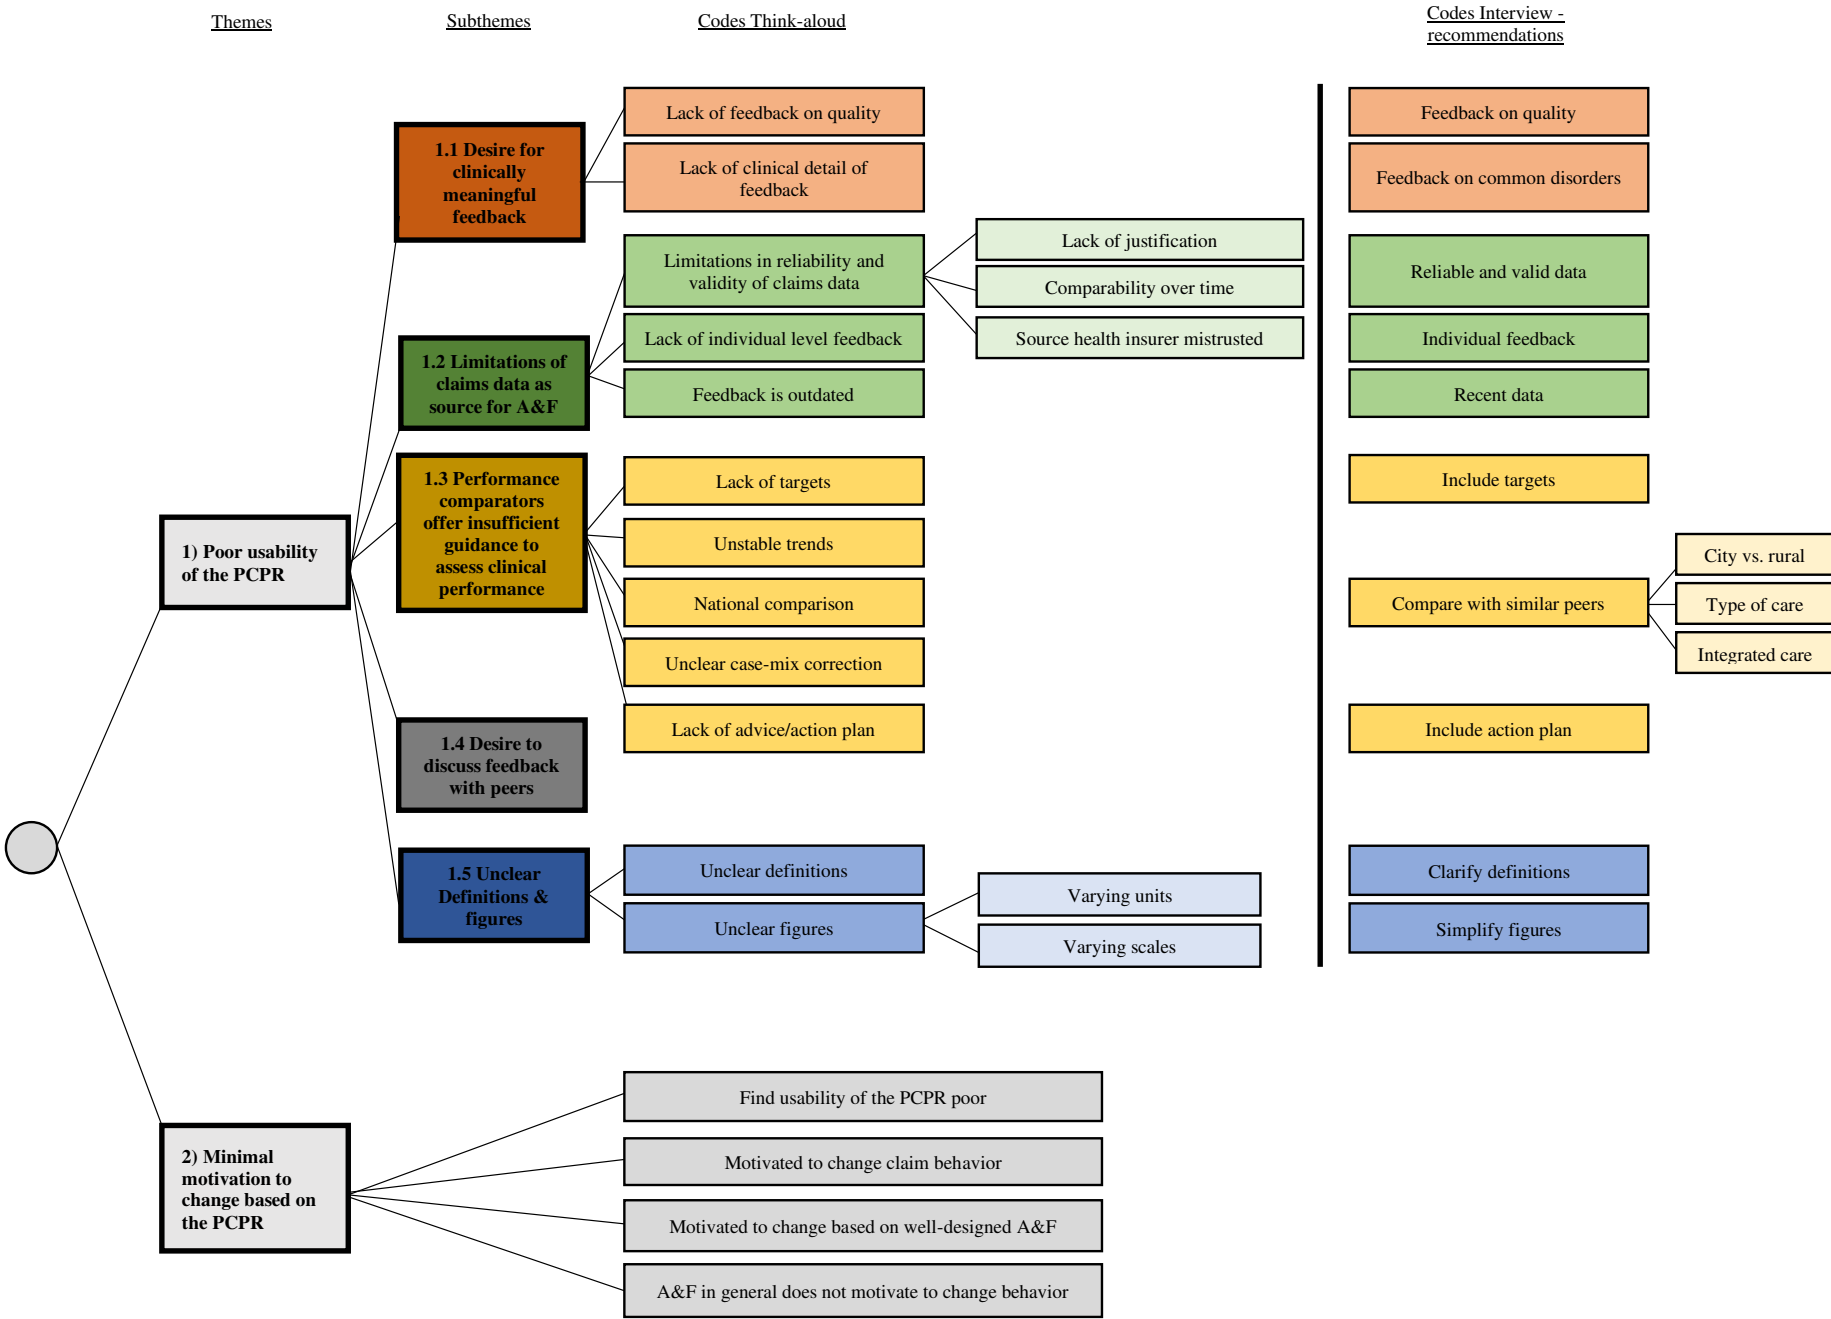 Themes
Subthemes
Codes Think-aloud
Codes Interview -
recommendations
1) Poor usability
of the PCPR
1.1 Desire for
clinically
meaningful
feedback
Lack of feedback on quality
Lack of clinical detail of
feedback
Feedback on quality
Feedback on common disorders
1.2 Limitations of
claims data as
source for A&F
Limitations in reliability and
validity of claims data
Lack of justification
Comparability over time
Source health insurer mistrusted
Lack of individual level feedback
Feedback is outdated
Reliable and valid data
Individual feedback
Recent data
1.3 Performance
comparators
offer insufficient
guidance to
assess clinical
performance
Lack of targets
Unstable trends
National comparison
Unclear case-mix correction
Lack of advice/action plan
Include targets
Compare with similar peers
City vs. rural
Type of care
Integrated care
Include action plan
1.4 Desire to
discuss feedback
with peers
1.5 Unclear
Definitions &
figures
Unclear definitions
Unclear figures
Varying units
Varying scales
Clarify definitions
Simplify figures
2) Minimal
motivation to
change based on
the PCPR
Find usability of the PCPR poor
Motivated to change claim behavior
Motivated to change based on well-designed A&F
A&F in general does not motivate to change behavior